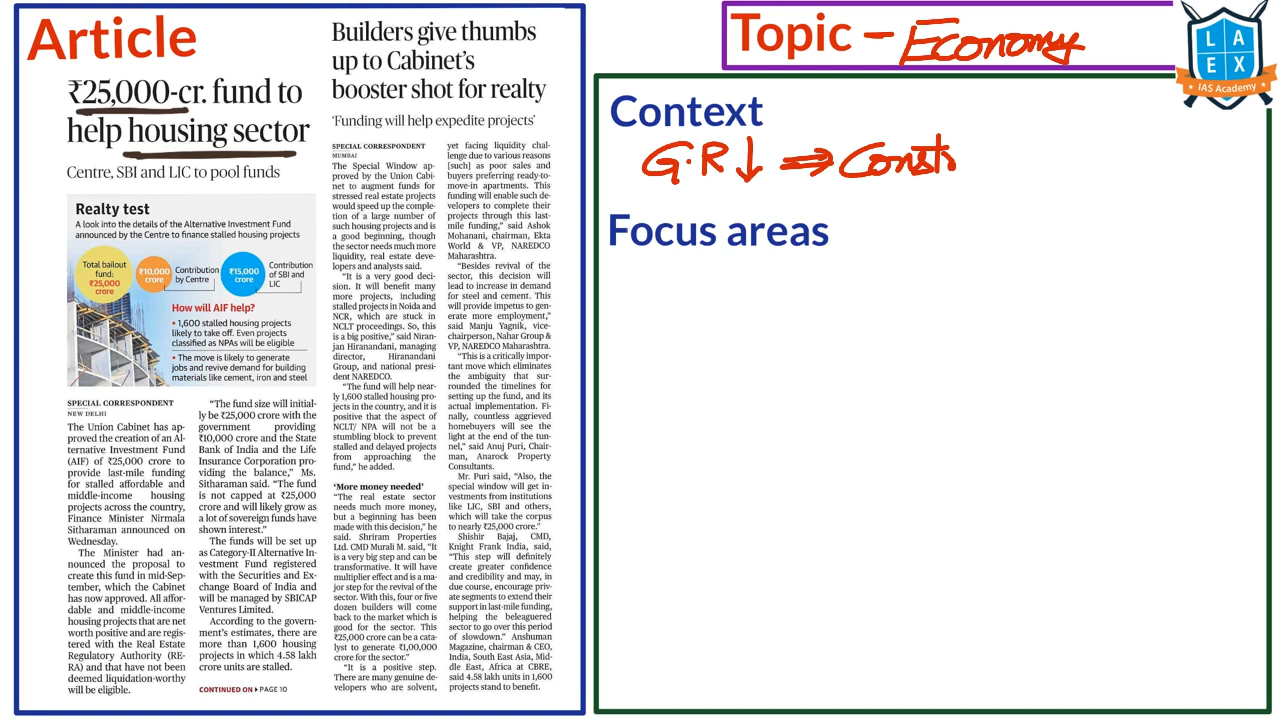 Article
₹25,000-cr. fund to
help housing sector
Centre, SBI and LIC to pool funds
Realty test
A look into the details of the Alternative Investment Fund
announced by the Centre to finance stalled housing projects
Total bailout
fund:
₹25,000
crore
₹10,000
crore
Contribution
by Centre
₹15,000
crore
Contribution
of SBI and
LIC
How will AIF help?
• 1,600 stalled housing projects
likely to take off. Even projects
classified as NPAs will be eligible
• The move is likely to generate
jobs and revive demand for building
materials like cement, iron and steel
SPECIAL CORRESPONDENT
NEW DELHI
The Union Cabinet has ap-
proved the creation of an Al-
ternative Investment Fund
(AIF) of ₹25,000 crore to
provide last-mile funding
for stalled affordable and
middle-income housing
projects across the country,
Finance Minister Nirmala
Sitharaman announced on
Wednesday.
The Minister had an-
nounced the proposal to
create this fund in mid-Sep-
tember, which the Cabinet
has now approved. All affor-
dable and middle-income
housing projects that are net
worth positive and are regis-
tered with the Real Estate
Regulatory Authority (RE-
RA) and that have not been
deemed liquidation-worthy
will be eligible.
“The fund size will initial-
ly be ₹25,000 crore with the
government providing
₹10,000 crore and the State
Bank of India and the Life
Insurance Corporation pro-
viding the balance,” Ms.
Sitharaman said. “The fund
is not capped at ₹25,000
crore and will likely grow as
a lot of sovereign funds have
shown interest.”
The funds will be set up
as Category-II Alternative In-
vestment Fund registered
with the Securities and Ex-
change Board of India and
will be managed by SBICAP
Ventures Limited.
According to the govern-
ment’s estimates, there are
more than 1,600 housing
projects in which 4.58 lakh
crore units are stalled.
CONTINUED ON ▸ PAGE 10
Builders give thumbs
up to Cabinet’s
booster shot for realty
‘Funding will help expedite projects’
SPECIAL CORRESPONDENT
MUMBAI
The Special Window ap-
proved by the Union Cabi-
net to augment funds for
stressed real estate projects
would speed up the comple-
tion of a large number of
such housing projects and is
a good beginning, though
the sector needs much more
liquidity, real estate deve-
lopers and analysts said.
“It is a very good deci-
sion. It will benefit many
more projects, including
stalled projects in Noida and
NCR, which are stuck in
NCLT proceedings. So, this
is a big positive,” said Niran-
jan Hiranandani, managing
director, Hiranandani
Group, and national presi-
dent NAREDCO.
“The fund will help near-
ly 1,600 stalled housing pro-
jects in the country, and it is
positive that the aspect of
NCLT/ NPA will not be a
stumbling block to prevent
stalled and delayed projects
from approaching the
fund,” he added.
‘More money needed’
“The real estate sector
needs much more money,
but a beginning has been
made with this decision,” he
said. Shriram Properties
Ltd. CMD Murali M. said, “It
is a very big step and can be
transformative. It will have
multiplier effect and is a ma-
jor step for the revival of the
sector. With this, four or five
dozen builders will come
back to the market which is
good for the sector. This
₹25,000 crore can be a cata-
lyst to generate ₹1,00,000
crore for the sector.”
“It is a positive step.
There are many genuine de-
velopers who are solvent,
yet facing liquidity chal-
lenge due to various reasons
[such] as poor sales and
buyers preferring ready-to-
move-in apartments. This
funding will enable such de-
velopers to complete their
projects through this last-
mile funding,” said Ashok
Mohanani, chairman, Ekta
World & VP, NAREDCO
Maharashtra.
“Besides revival of the
sector, this decision will
lead to increase in demand
for steel and cement. This
will provide impetus to gen-
erate more employment,”
said Manju Yagnik, vice-
chairperson, Nahar Group &
VP, NAREDCO Maharashtra.
“This is a critically impor-
tant move which eliminates
the ambiguity that sur-
rounded the timelines for
setting up the fund, and its
actual implementation. Fi-
nally, countless aggrieved
homebuyers will see the
light at the end of the tun-
nel,” said Anuj Puri, Chair-
man, Anarock Property
Consultants.
Mr. Puri said, “Also, the
special window will get in-
vestments from institutions
like LIC, SBI and others,
which will take the corpus
to nearly ₹25,000 crore.”
Shishir Bajaj, CMD,
Knight Frank India, said,
“This step will definitely
create greater confidence
and credibility and may, in
due course, encourage priv-
ate segments to extend their
support in last-mile funding,
helping the beleaguered
sector to go over this period
of slowdown.” Anshuman
Magazine, chairman & CEO,
India, South East Asia, Mid-
dle East, Africa at CBRE,
said 4.58 lakh units in 1,600
projects stand to benefit.
Topic – Economy
L A
E X
IAS Academy
Context
G.R ↓ ⇒ Constr
Focus areas